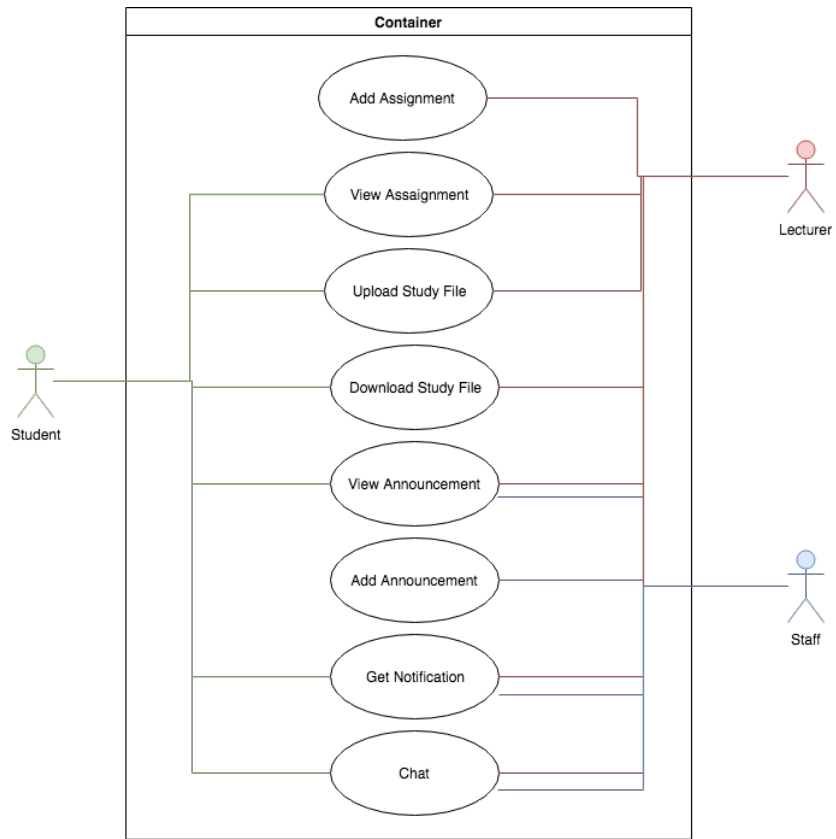 Container
Add Assignment
View Assaignment
Lecturer
Upload Study File
Download Study File
Student
View Announcement
Add Announcement
Staff
Get Notification
Chat